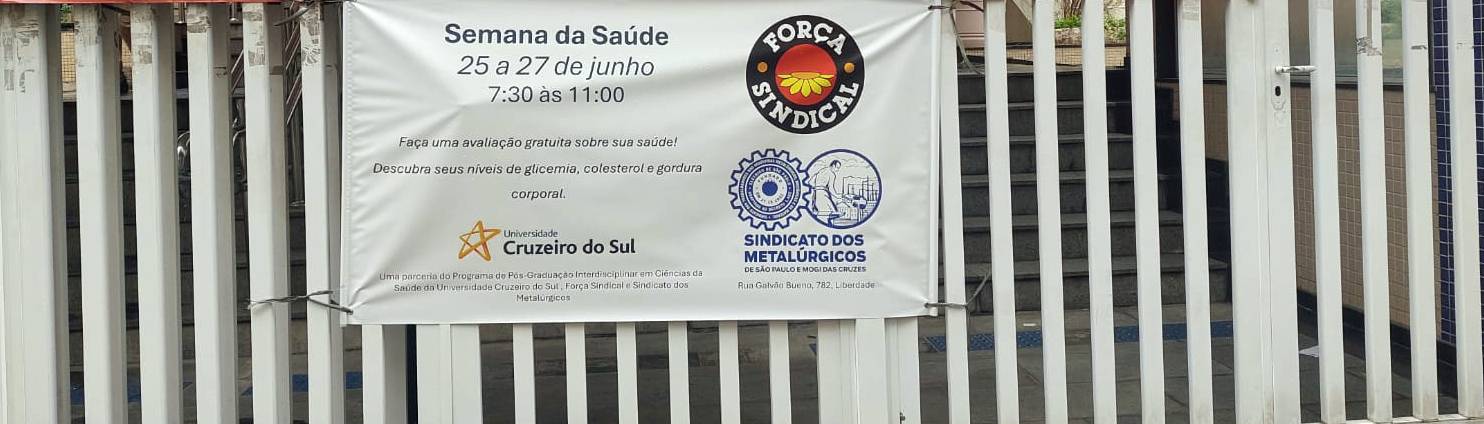 Semana da Saúde
25 a 27 de junho
7:30 às 11:00
Faça uma avaliação gratuita sobre sua saúde!
Descubra seus níveis de glicemia, colesterol e gordura
corporal.
Universidade
Cruzeiro do Sul
Uma parceria do Programa de Pós-Graduação Interdisciplinar em Ciências da
Saúde da Universidade Cruzeiro do Sul , Força Sindical e Sindicato dos
Metalúrgicos
FORÇA
SINDICAL
SINDICATO DOS
METALÚRGICOS
DE SÃO PAULO E MOGI DAS CRUZES
Rua Galvão Bueno, 782, Liberdade